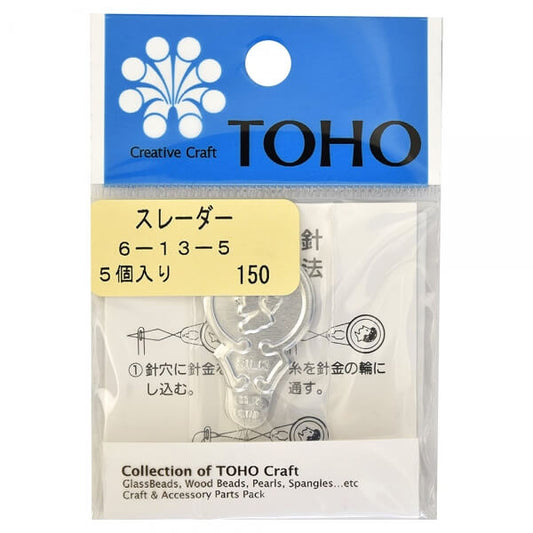 Creative Craft
TOHO
スレーダー
6-13-5
5個入り 150
針
法
①針穴に針金を
し込む。
糸を針金の輪に
通す。
Collection of TOHO Craft
GlassBeads, Wood Beads, Pearls, Spangles...etc
Craft & Accessory Parts Pack